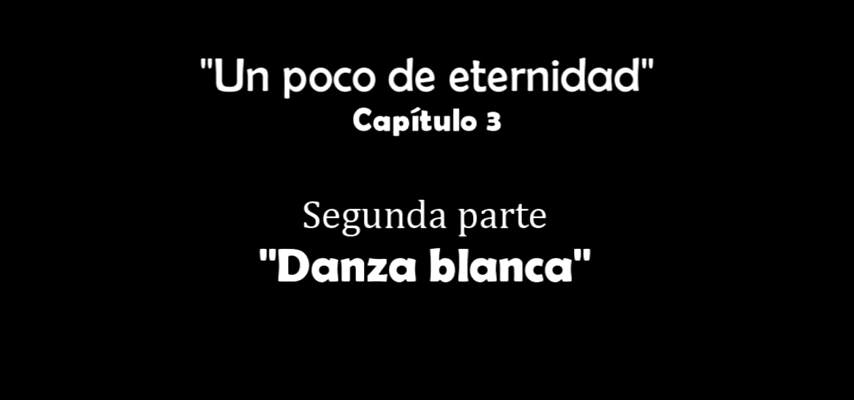 "Un poco de eternidad"
Capítulo 3
Segunda parte
"Danza blanca"